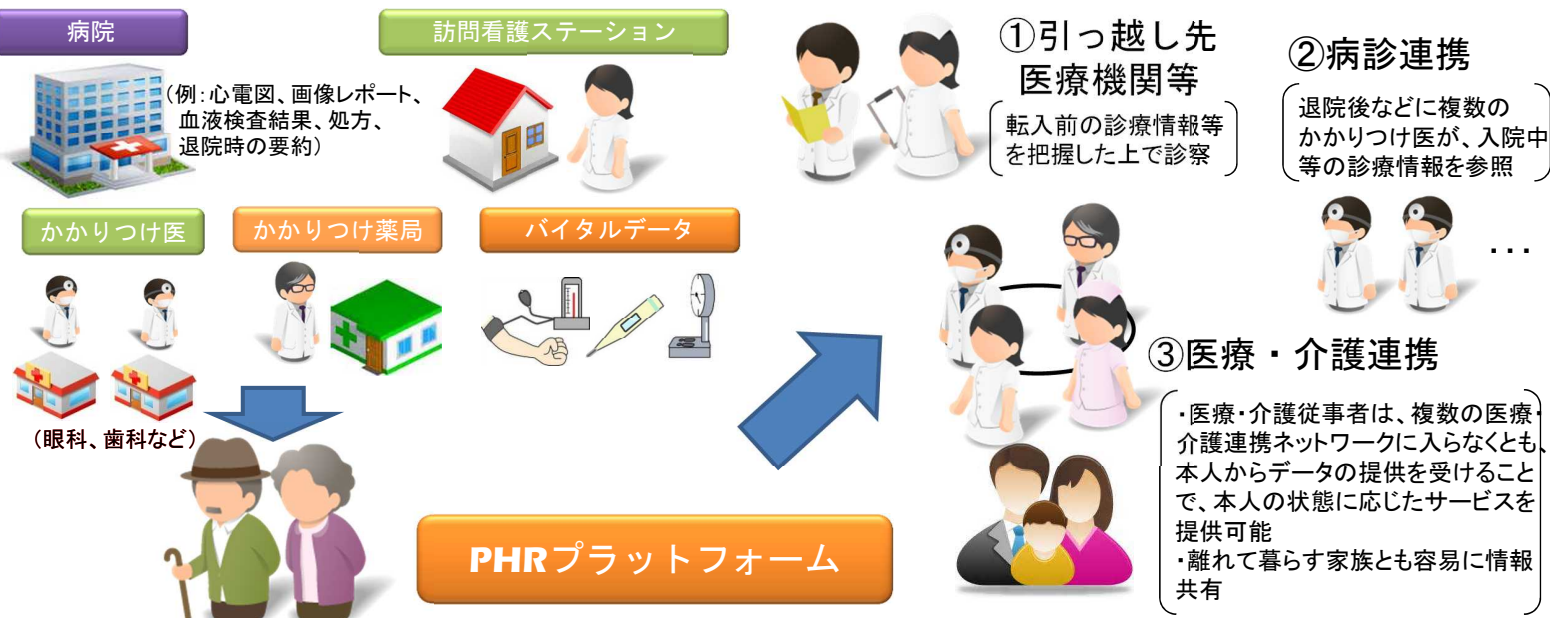 病院
訪問看護ステーション
(例:心電図、画像レポート、
血液検査結果、処方、
退院時の要約)
かかりつけ医
かかりつけ薬局
バイタルデータ
(眼科、歯科など)
PHRプラットフォーム
①引っ越し先
医療機関等
転入前の診療情報等
を把握した上で診察
②病診連携
退院後などに複数の
かかりつけ医が、入院中
等の診療情報を参照
・・・
③医療・介護連携
・医療・介護従事者は、複数の医療・
介護連携ネットワークに入らなくとも、
本人からデータの提供を受けること
で、本人の状態に応じたサービスを
提供可能
・離れて暮らす家族とも容易に情報
共有